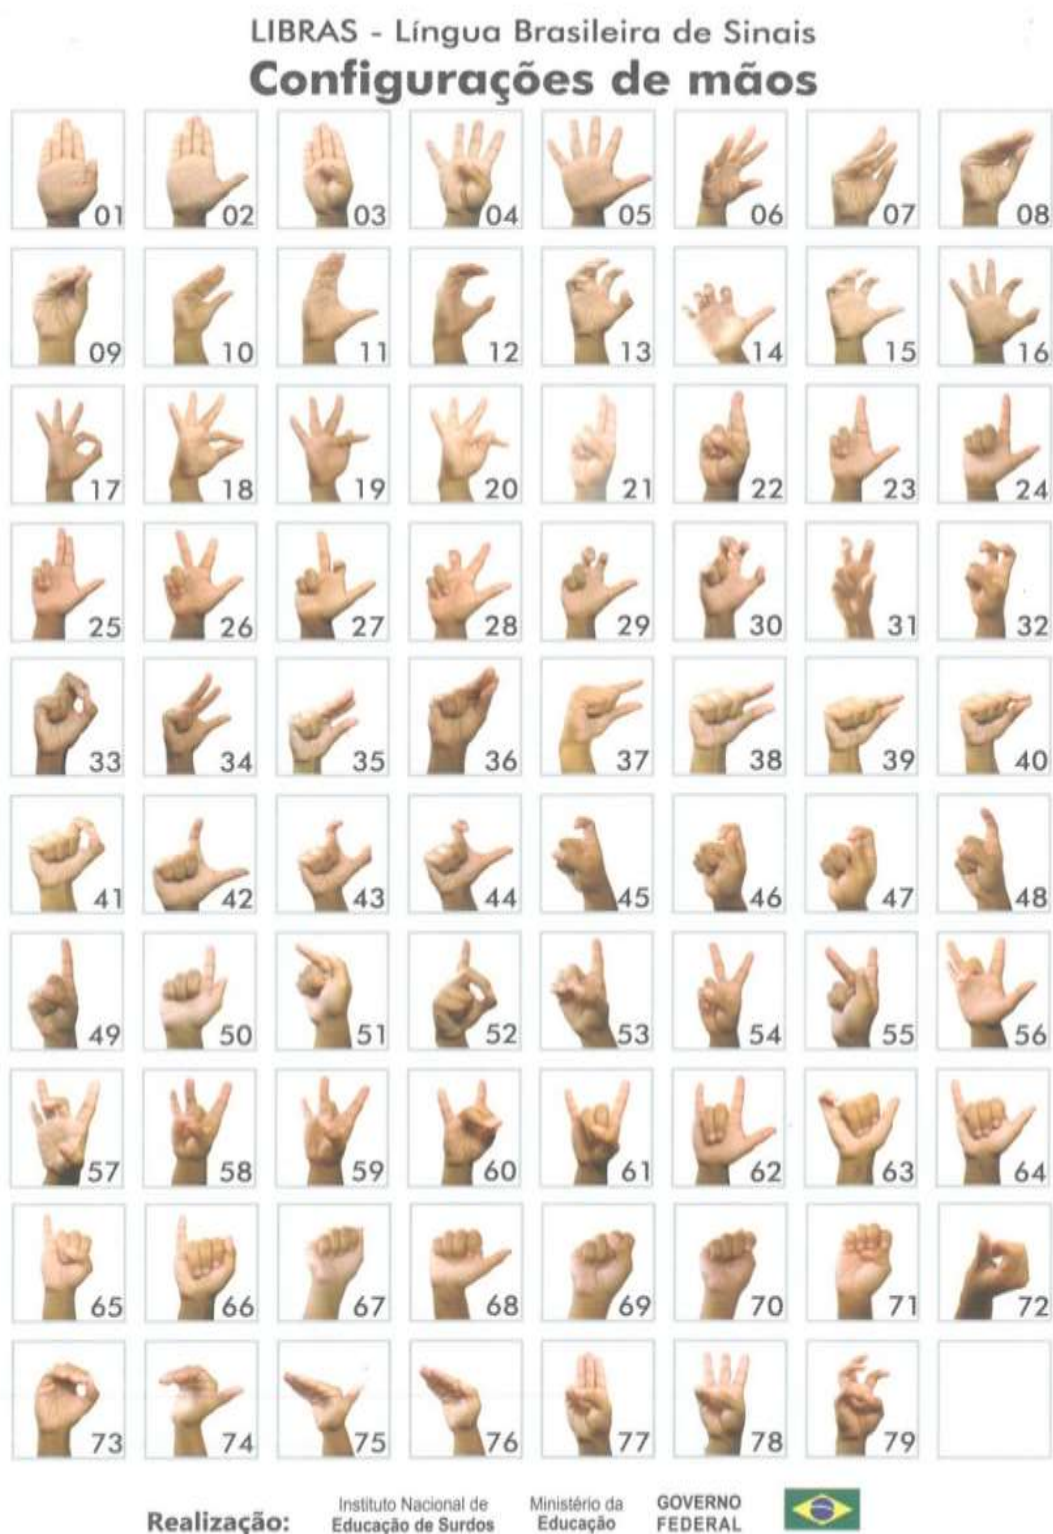 LIBRAS - Língua Brasileira de Sinais
Configurações de mãos
01 02 03 04 05 06 07 08
09 10 11 12 13 14 15 16
17 18 19 20 21 22 23 24
25 26 27 28 29 30 31 32
33 34 35 36 37 38 39 40
41 42 43 44 45 46 47 48
49 50 51 52 53 54 55 56
57 58 59 60 61 62 63 64
65 66 67 68 69 70 71 72
73 74 75 76 77 78 79
Realização:
Instituto Nacional de
Educação de Surdos
Ministério da
Educação
GOVERNO
FEDERAL